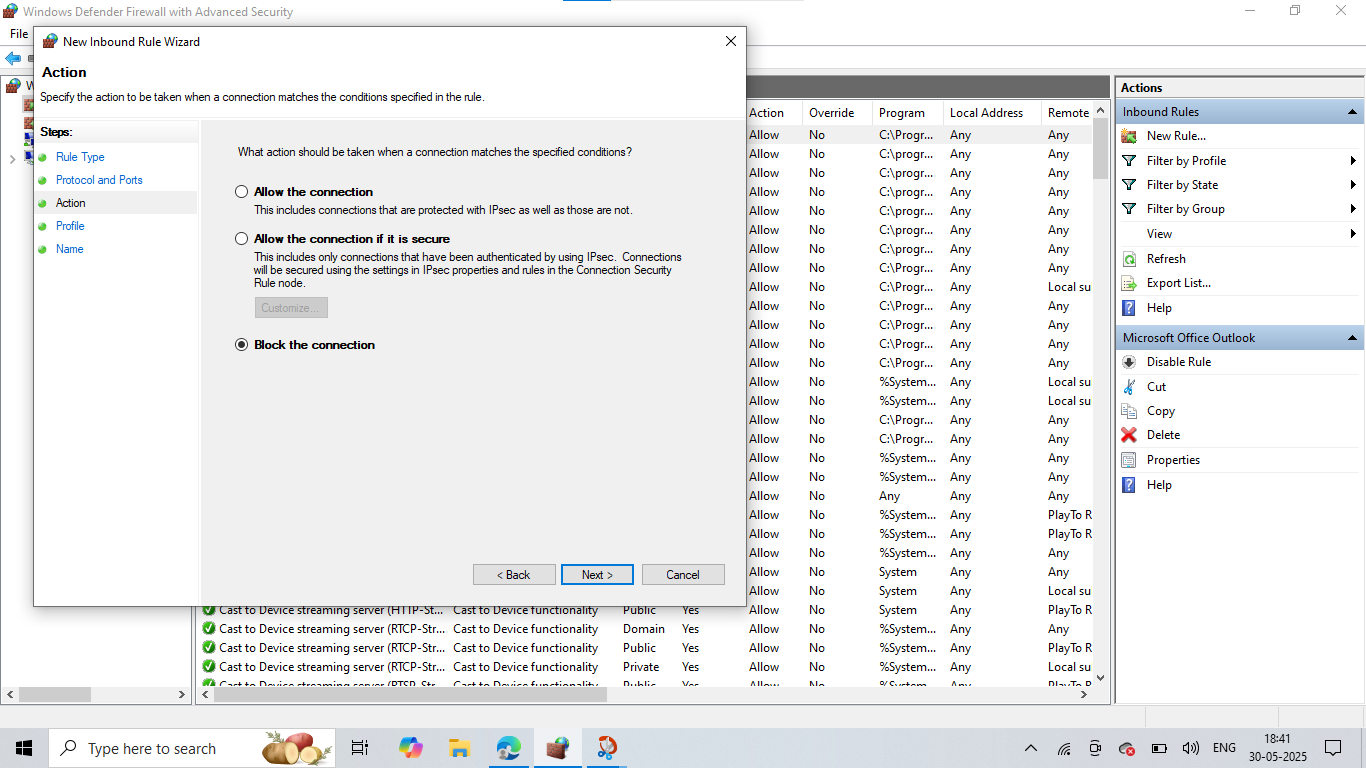 Windows Defender Firewall with Advanced Security
File
New Inbound Rule Wizard
Action
Specify the action to be taken when a connection matches the conditions specified in the rule.
Steps:
Rule Type
Protocol and Ports
Action
Profile
Name
What action should be taken when a connection matches the specified conditions?
Allow the connection
This includes connections that are protected with IPsec as well as those are not.
Allow the connection if it is secure
This includes only connections that have been authenticated by using IPsec. Connections
will be secured using the settings in IPsec properties and rules in the Connection Security
Rule node.
Customize...
Block the connection
< Back Next > Cancel
Action Override Program Local Address Remote
Allow No C:\Progr... Any Any
Allow No C:\progr... Any Any
Allow No C:\progr... Any Any
Allow No C:\Progr... Any Any
Allow No C:\Progr... Any Any
Allow No C:\Progr... Any Any
Allow No C:\Progr... Any Any
Allow No C:\Progr... Any Any
Allow No C:\Progr... Any Local su
Allow No C:\Progr... Any Any
Allow No C:\Progr... Any Any
Allow No C:\Progr... Any Any
Allow No C:\Progr... Any Any
Allow No %System... Any Local su
Allow No %System... Any Local su
Allow No C:\Progr... Any Any
Allow No C:\Progr... Any Any
Allow No %System... Any Any
Allow No %System... Any Any
Allow No Any Any Any
Allow No %System... Any PlayTo R
Allow No %System... Any PlayTo R
Allow No %System... Any Any
Allow No System Any Any
Allow No System Any Local su
Cast to Device streaming server (HTTP-St... Cast to Device functionality Public Yes Allow No System Any PlayTo R
Cast to Device streaming server (RTCP-Str... Cast to Device functionality Domain Yes Allow No %System... Any Any
Cast to Device streaming server (RTCP-Str... Cast to Device functionality Public Yes Allow No %System... Any PlayTo R
Cast to Device streaming server (RTCP-Str... Cast to Device functionality Private Yes Allow No %System... Any Local su
Cast to Device streaming server (RTSP-Str... Cast to Device functionality Public Yes Allow No %System... Any PlayTo R
Actions
Inbound Rules
New Rule...
Filter by Profile
Filter by State
Filter by Group
View
Refresh
Export List...
Help
Microsoft Office Outlook
Disable Rule
Cut
Copy
Delete
Properties
Help
Type here to search
ENG
18:41
30-05-2025